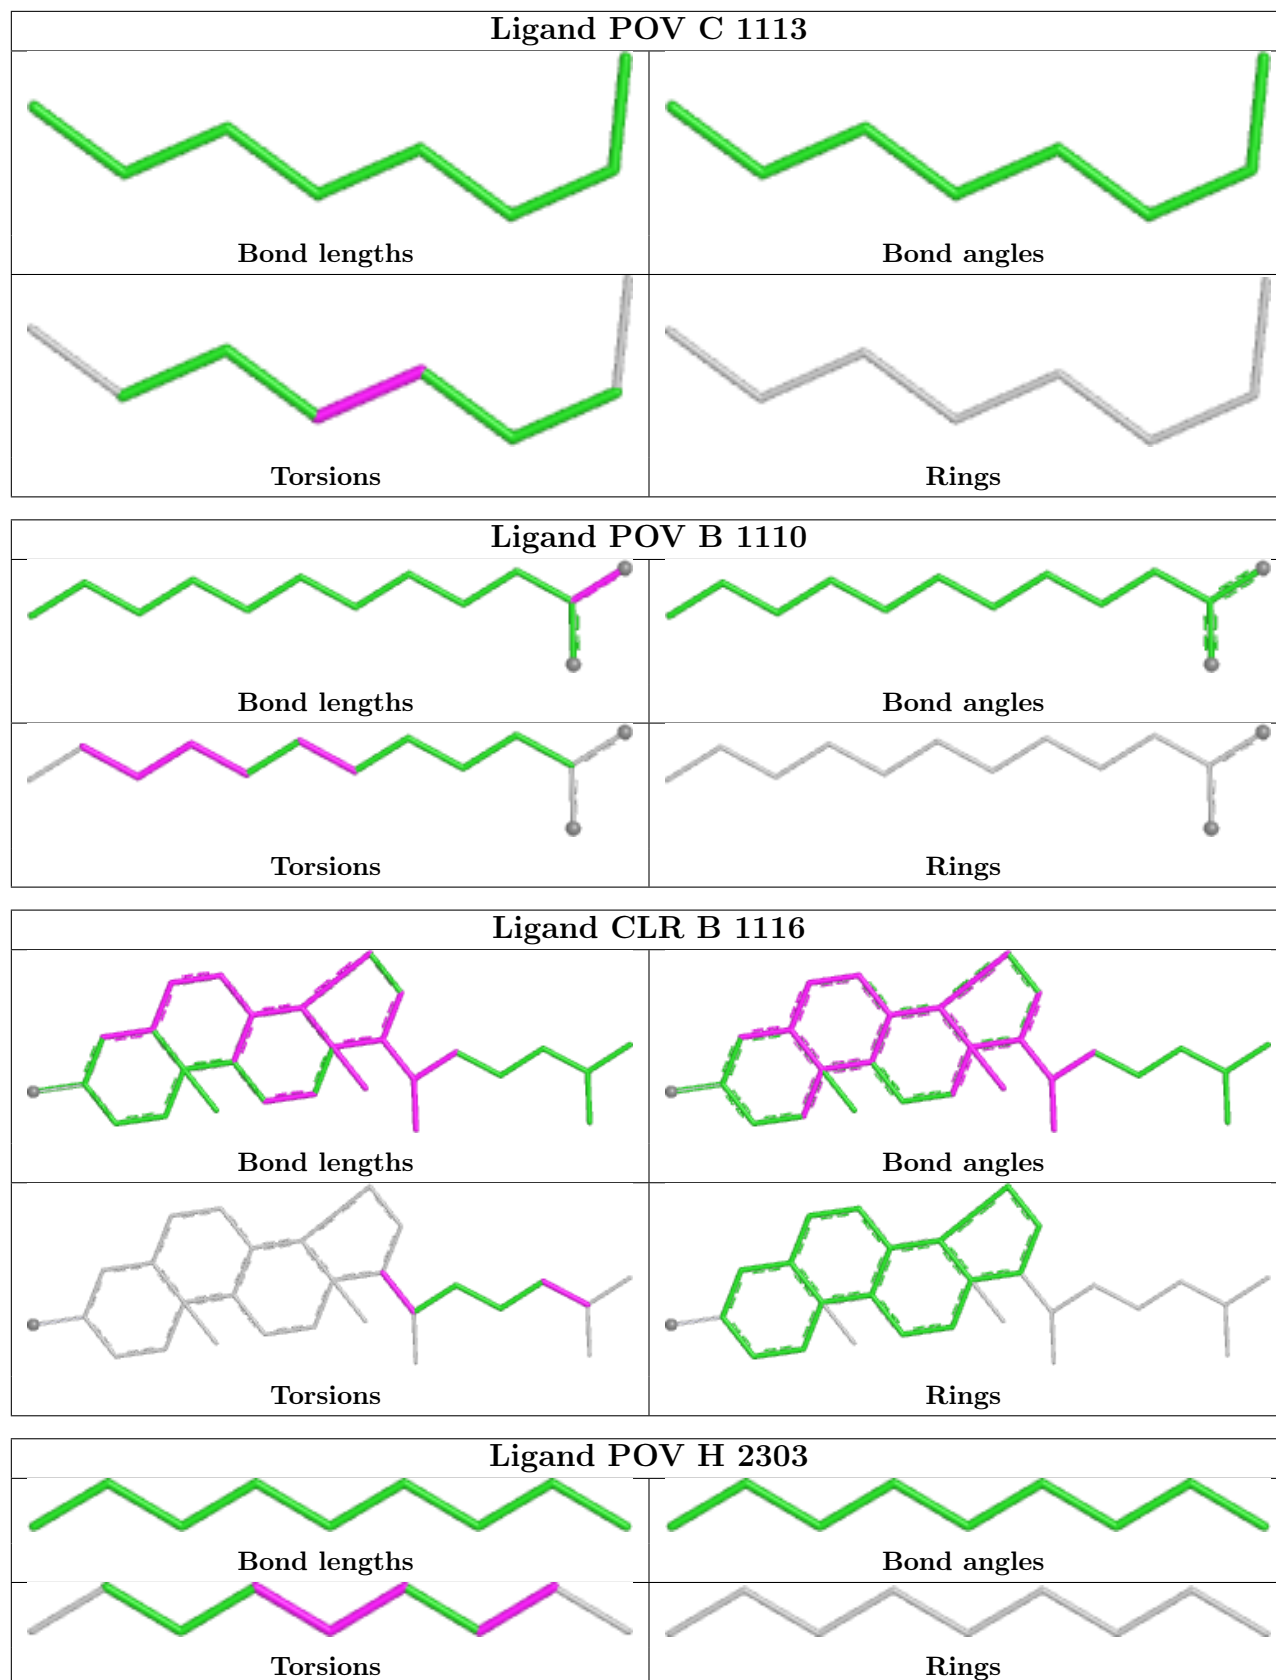 Ligand POV C 1113
Bond lengths
Bond angles
Torsions
Rings
Ligand POV B 1110
Bond lengths
Bond angles
Torsions
Rings
Ligand CLR B 1116
Bond lengths
Bond angles
Torsions
Rings
Ligand POV H 2303
Bond lengths
Bond angles
Torsions
Rings